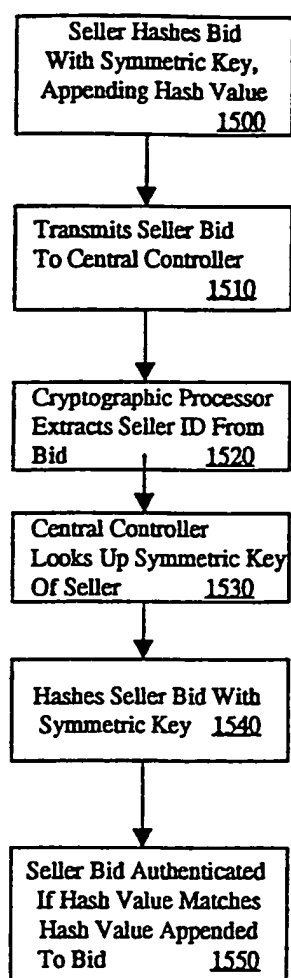 Seller Hashes Bid
With Symmetric Key,
Appending Hash Value
1500
Transmits Seller Bid
To Central Controller
1510
Cryptographic Processor
Extracts Seller ID From
Bid 1520
Central Controller
Looks Up Symmetric Key
Of Seller 1530
Hashes Seller Bid With
Symmetric Key 1540
Seller Bid Authenticated
If Hash Value Matches
Hash Value Appended
To Bid 1550